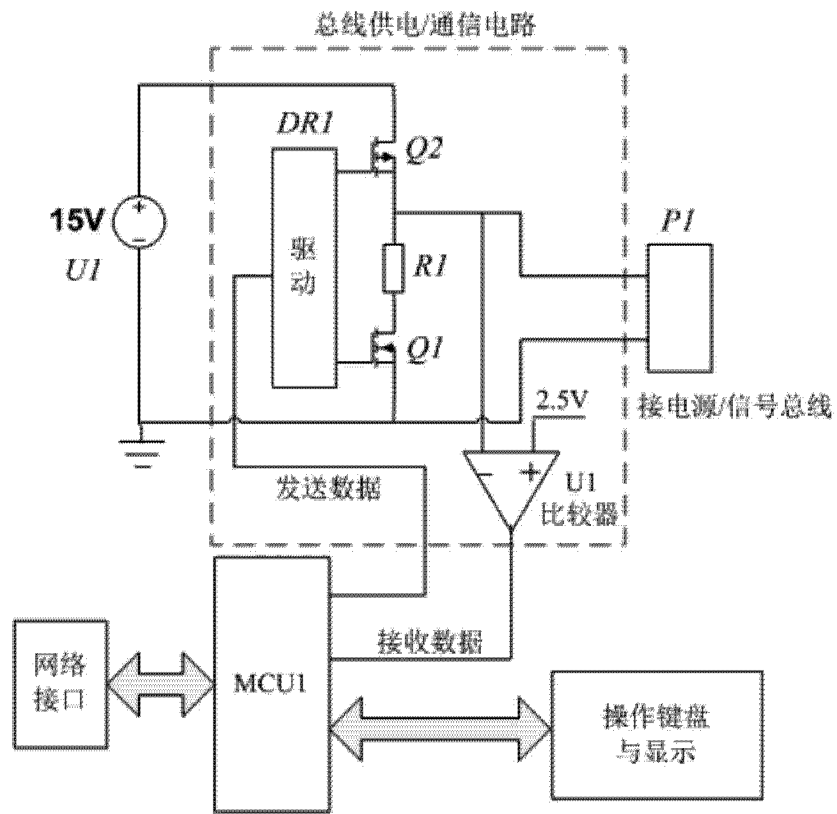 总线供电/通信电路
DR1
Q2
15V
U1
驱
动
R1
P1
Q1
2.5V
接电源/信号总线
发送数据
U1
比较器
接收数据
网络
接口
MCU1
操作键盘
与显示